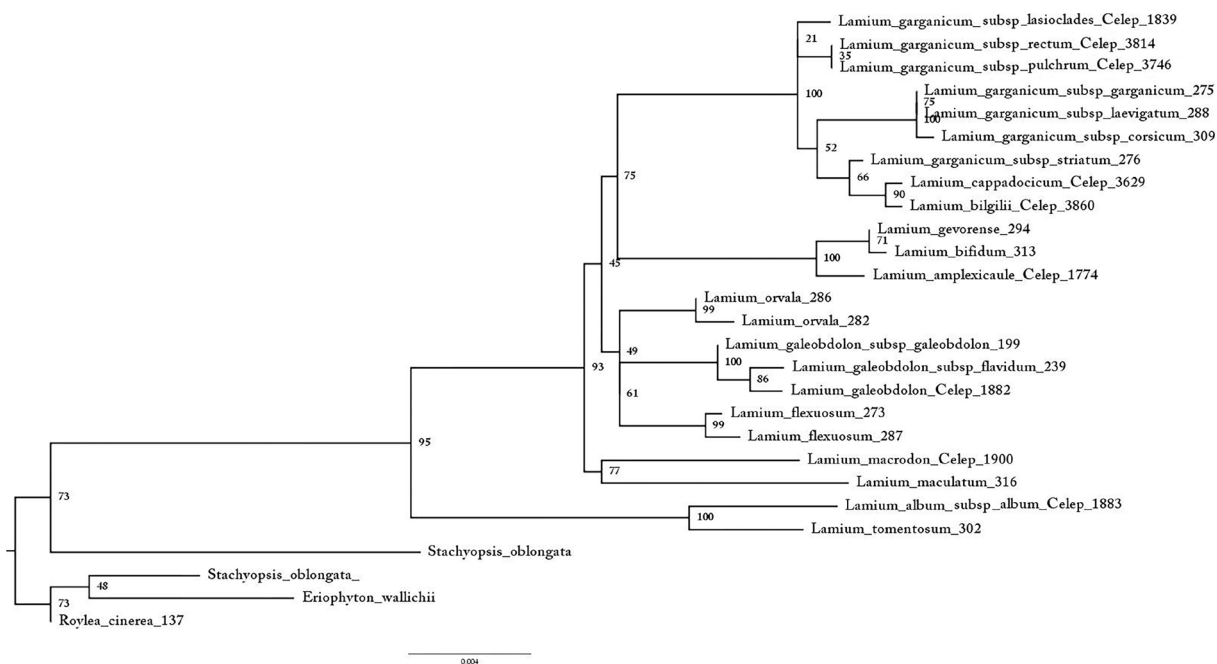 Lamium_garganicum_subsp_lasioclades_Celep_1839
21
Lamium_garganicum_subsp_rectum_Celep_3814
35
Lamium_garganicum_subsp_pulchrum_Celep_3746
100
Lamium_garganicum_subsp_garganicum_275
75
Lamium_garganicum_subsp_laevigatum_288
100
Lamium_garganicum_subsp_corsicum_309
52
Lamium_garganicum_subsp_striatum_276
66
Lamium_cappadocicum_Celep_3629
90
Lamium_bilgilii_Celep_3860
75
Lamium_gevorense_294
71
Lamium_bifidum_313
100
Lamium_amplexicaule_Celep_1774
45
Lamium_orvala_286
99
Lamium_orvala_282
49
Lamium_galeobdolon_subsp_galeobdolon_199
100
Lamium_galeobdolon_subsp_flavidum_239
86
Lamium_galeobdolon_Celep_1882
93
61
Lamium_flexuosum_273
99
Lamium_flexuosum_287
95
Lamium_macrodon_Celep_1900
77
Lamium_maculatum_316
73
Lamium_album_subsp_album_Celep_1883
100
Lamium_tomentosum_302
Stachyopsis_oblongata
Stachyopsis_oblongata_
48
Eriophyton_wallichii
73
Roylea_cinerea_137
0.004